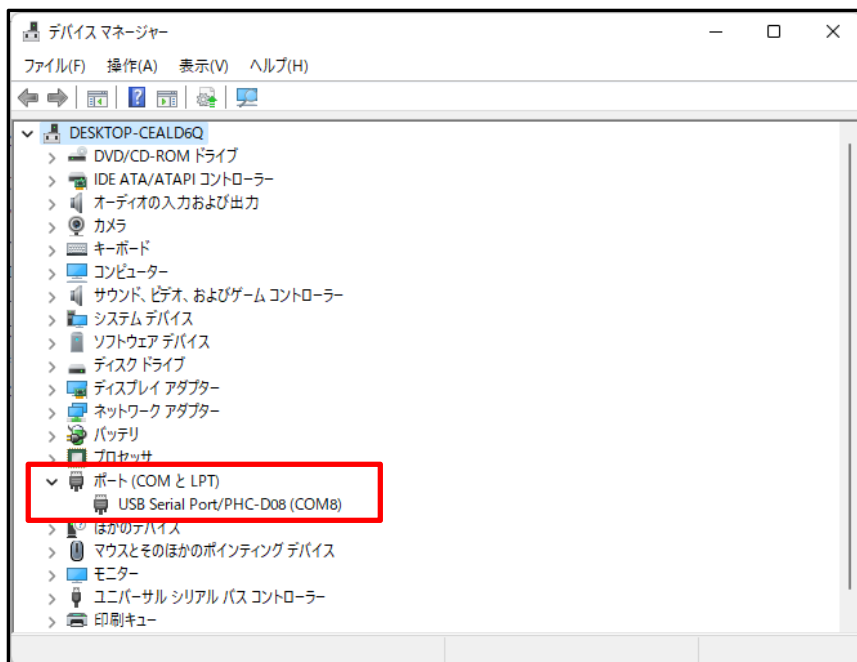 デバイス マネージャー
ファイル(F) 操作(A) 表示(V) ヘルプ(H)
DESKTOP-CEALD6Q
DVD/CD-ROM ドライブ
IDE ATA/ATAPI コントローラー
オーディオの入力および出力
カメラ
キーボード
コンピューター
サウンド、ビデオ、およびゲーム コントローラー
システム デバイス
ソフトウェア デバイス
ディスク ドライブ
ディスプレイ アダプター
ネットワーク アダプター
バッテリ
プロセッサ
ポート (COM と LPT)
USB Serial Port/PHC-D08 (COM8)
ほかのデバイス
マウスとそのほかのポインティング デバイス
モニター
ユニバーサル シリアル バス コントローラー
印刷キュー